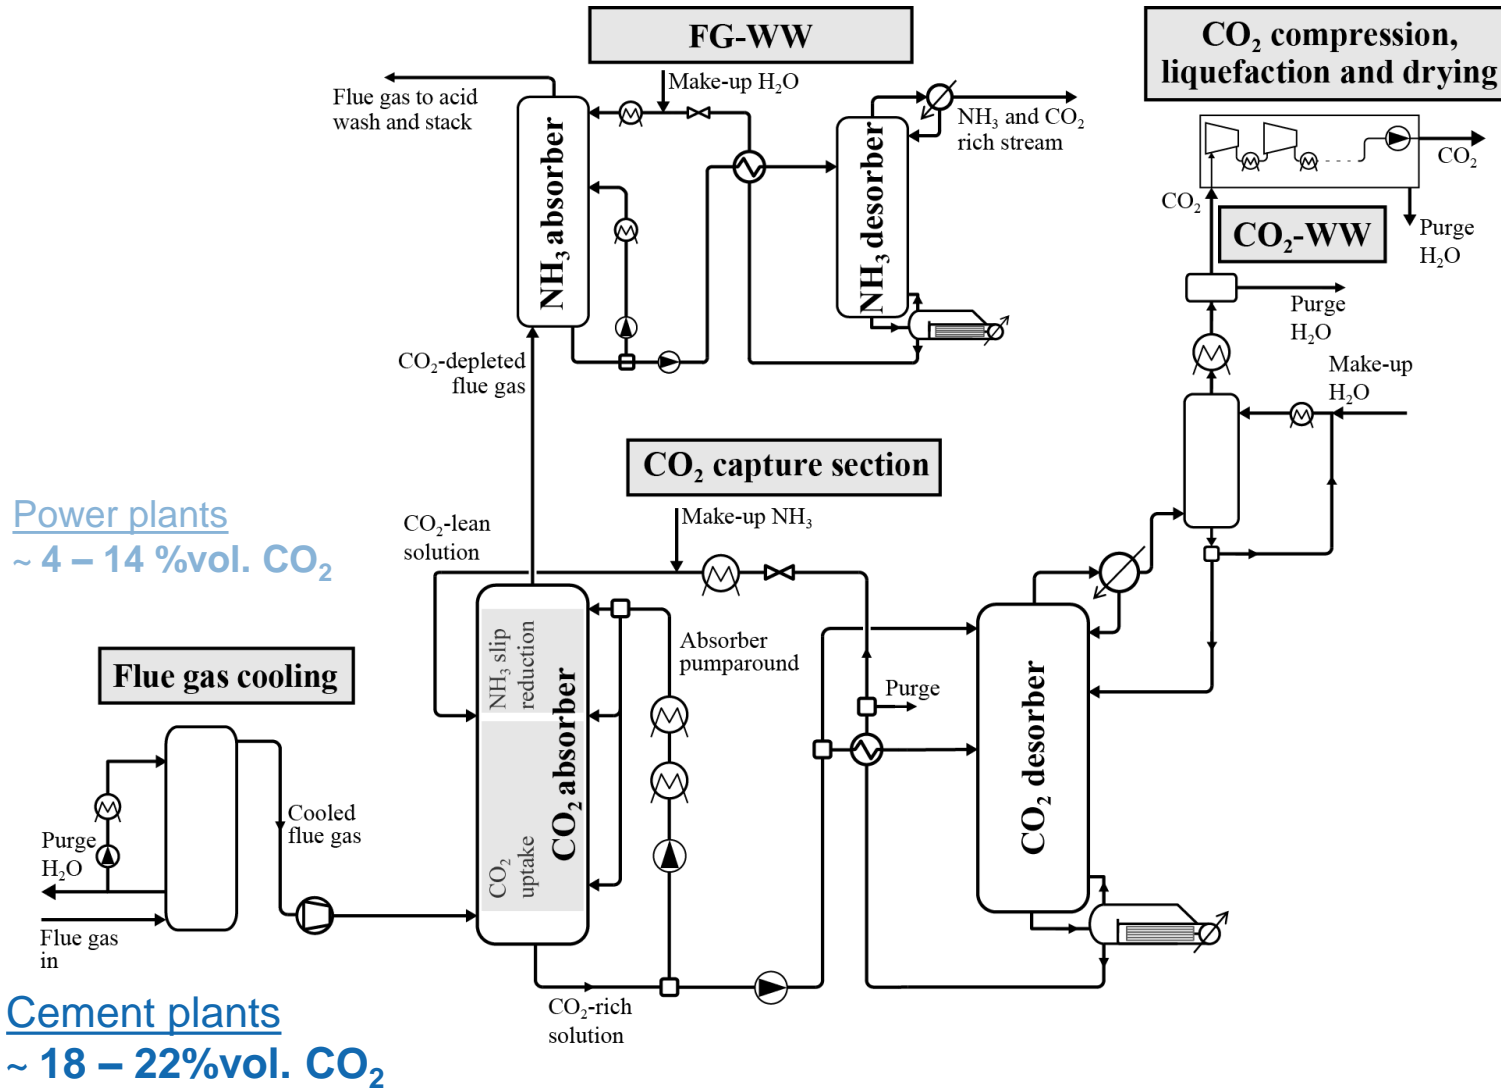 FG-WW
CO₂ compression,
liquefaction and drying
Make-up H₂O
Flue gas to acid
wash and stack
NH₃ absorber
NH₃ desorber
NH₃ and CO₂
rich stream
CO₂
CO₂
Purge
H₂O
CO₂-WW
Purge
H₂O
Make-up
H₂O
CO₂-depleted
flue gas
CO₂ capture section
Make-up NH₃
CO₂-lean
solution
Power plants
~ 4 – 14 %vol. CO₂
Flue gas cooling
NH₃ slip
reduction
CO₂ absorber
CO₂
uptake
Absorber
pumparound
Purge
CO₂ desorber
Cooled
flue gas
Purge
H₂O
Flue gas
in
CO₂-rich
solution
Cement plants
~ 18 – 22%vol. CO₂